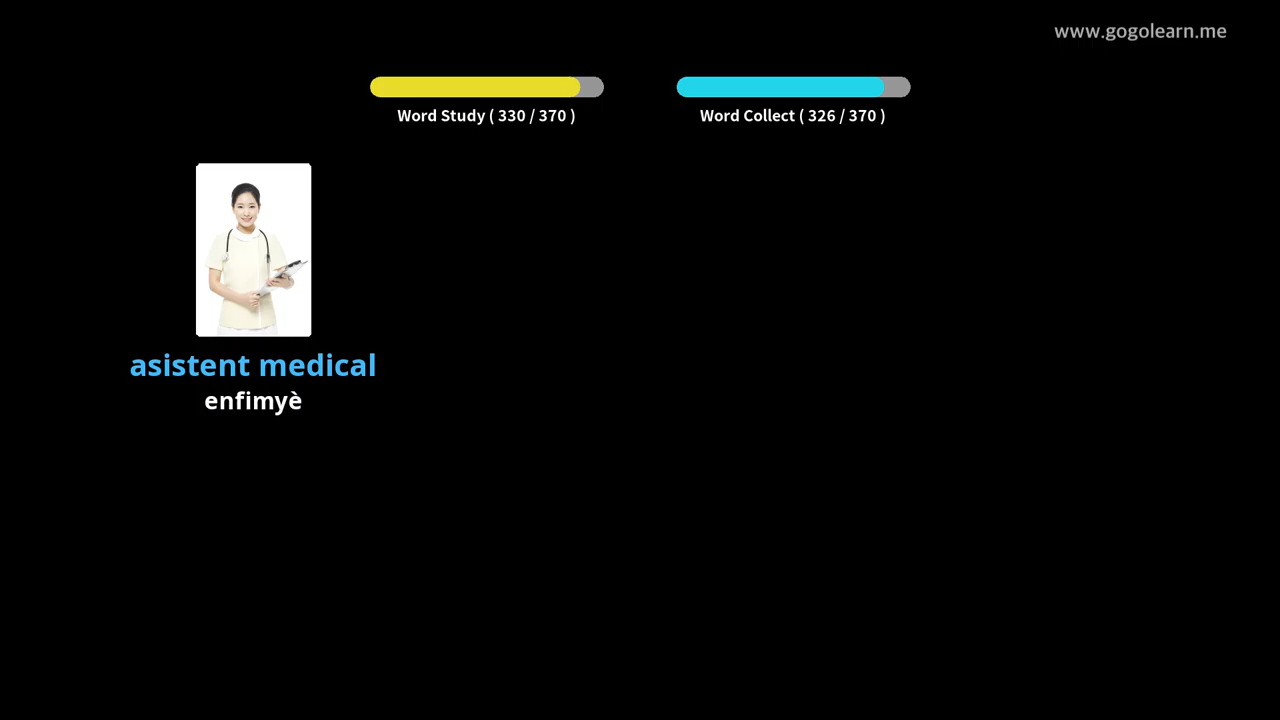 www.gogolearn.me
Word Study ( 330 / 370 )
Word Collect ( 326 / 370 )
asistent medical
enfimyè